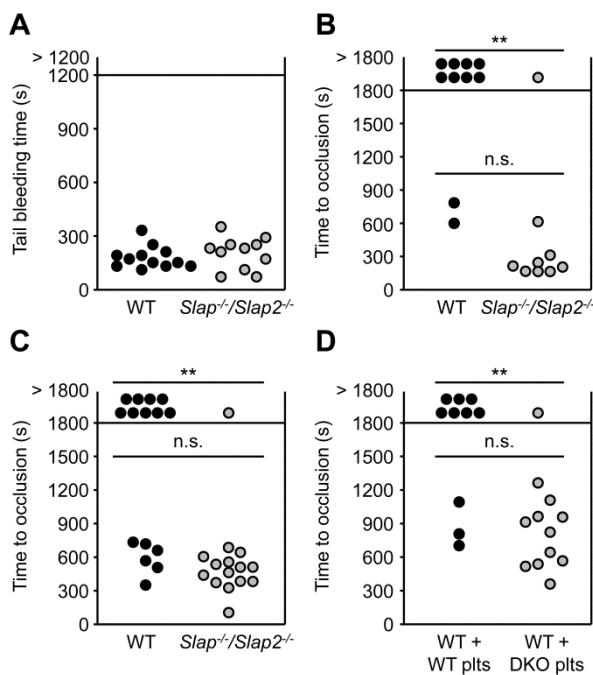 A
> 1200
1200
900
600
300
0
Tail bleeding time (s)
WT
Slap-/-/Slap2-/-
B
> 1800
1800
1500
1200
900
600
300
0
Time to occlusion (s)
**
n.s.
WT
Slap-/-/Slap2-/-
C
> 1800
1800
1500
1200
900
600
300
0
Time to occlusion (s)
**
n.s.
WT
Slap-/-/Slap2-/-
D
> 1800
1800
1500
1200
900
600
300
0
Time to occlusion (s)
**
n.s.
WT +
WT plts
WT +
DKO plts